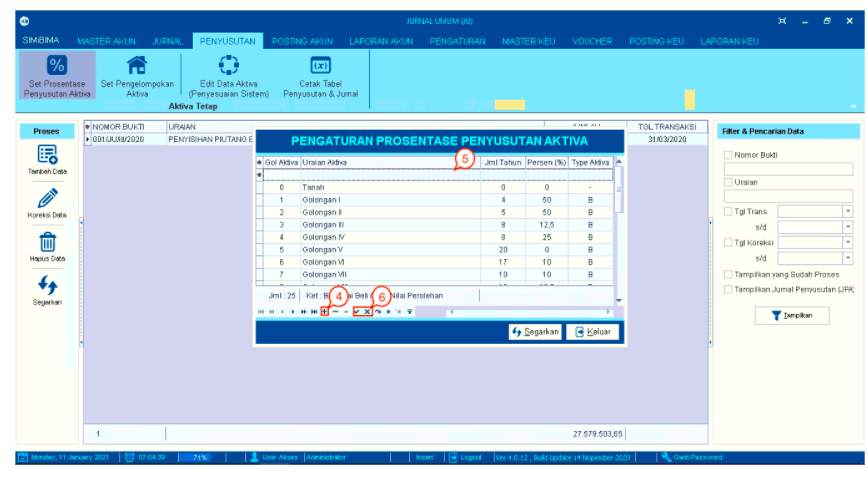 JURNAL UMUM (JU)
SIMBIMA MASTER AKUN JURNAL PENYUSUTAN POSTING AKUN LAPORAN AKUN PENGATURAN MASTER KEU VOUCHER POSTING KEU LAPORAN KEU
Set Prosentase Penyusutan Aktiva
Set Pengelompokan Aktiva
Edit Data Aktiva (Penyesuaian Sistem)
Cetak Tabel Penyusutan & Jurnal
Aktiva Tetap
Proses
Tambah Data
Koreksi Data
Hapus Data
Segarkan
NOMOR BUKTI URAIAN TGL.TRANSAKSI
001/JU/III/2020 PENYISIHAN PIUTANG 31/03/2020
PENGATURAN PROSENTASE PENYUSUTAN AKTIVA
5
Gol Aktiva Uraian Aktiva Jml.Tahun Persen (%) Type Aktiva
0 Tanah 0 0 -
1 Golongan I 4 50 B
2 Golongan II 5 50 B
3 Golongan III 8 12,5 B
4 Golongan IV 8 25 B
5 Golongan V 20 0 B
6 Golongan VI 17 10 B
7 Golongan VII 10 10 B
Jml : 25 Ket : B Beli Nilai Perolehan
4 6
Segarkan Keluar
1 27.579.503,65
Filter & Pencarian Data
Nomor Bukti
Uraian
Tgl Trans
s/d
Tgl Koreksi
s/d
Tampilkan yang Sudah Proses
Tampilkan Jurnal Penyusutan (JPA)
Tampilkan
Monday, 11 January 2021 07:04:39 71% User Akses Administrator Insert Logout Ver 4.0.12 , Build Update 14 Nopember 2020 Ganti Password